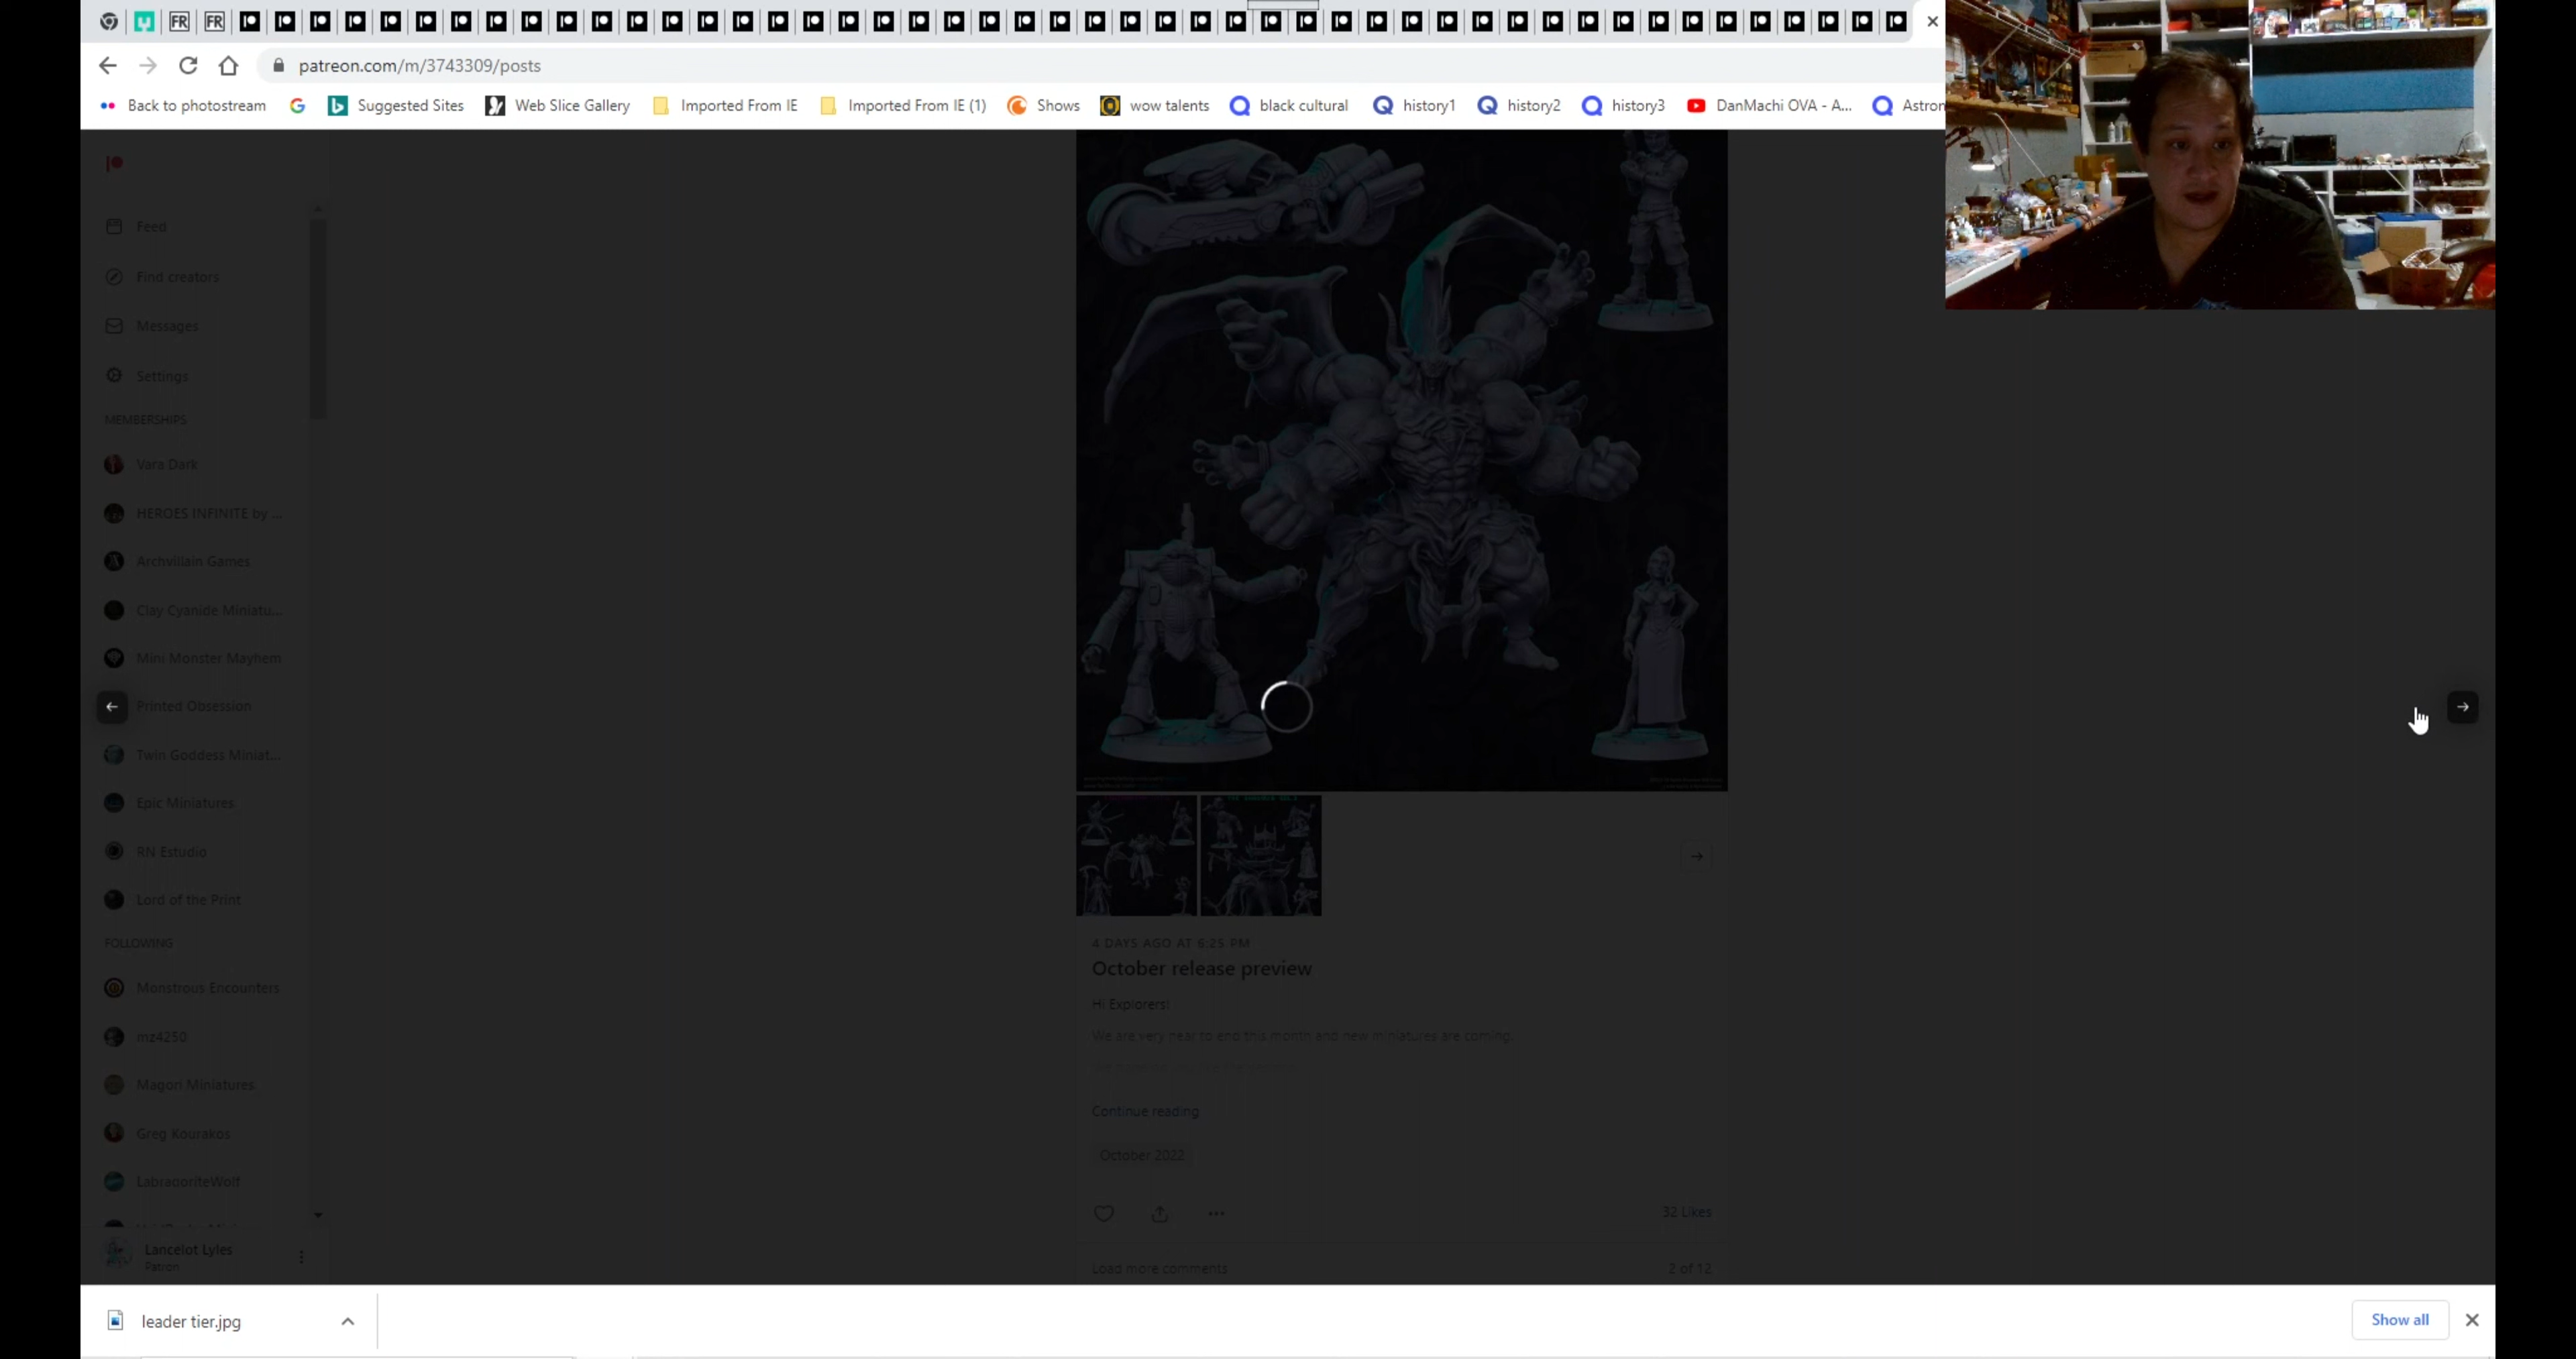 FR
FR
patreon.com/m/3743309/posts
Back to photostream
Suggested Sites
Web Slice Gallery
Imported From IE
Imported From IE (1)
Shows
wow talents
black cultural
history1
history2
history3
DanMachi OVA - A...
Astron
Feed
Find creators
Messages
Settings
MEMBERSHIPS
Vara Dark
HEROES INFINITE by ...
Archvillain Games
Clay Cyanide Miniatu...
Mini Monster Mayhem
Printed Obsession
Twin Goddess Miniat...
Epic Miniatures
RN Estudio
Lord of the Print
FOLLOWING
Monstrous Encounters
mz4250
Magori Miniatures
Greg Kourakos
LabradoriteWolf
Lancelot Lyles
Patron
4 DAYS AGO AT 6:25 PM
October release preview
Hi Explorers!
We are very near to end this month and new miniatures are coming.
Continue reading
October 2022
32 Likes
Load more comments
2 of 12
leader tier.jpg
Show all